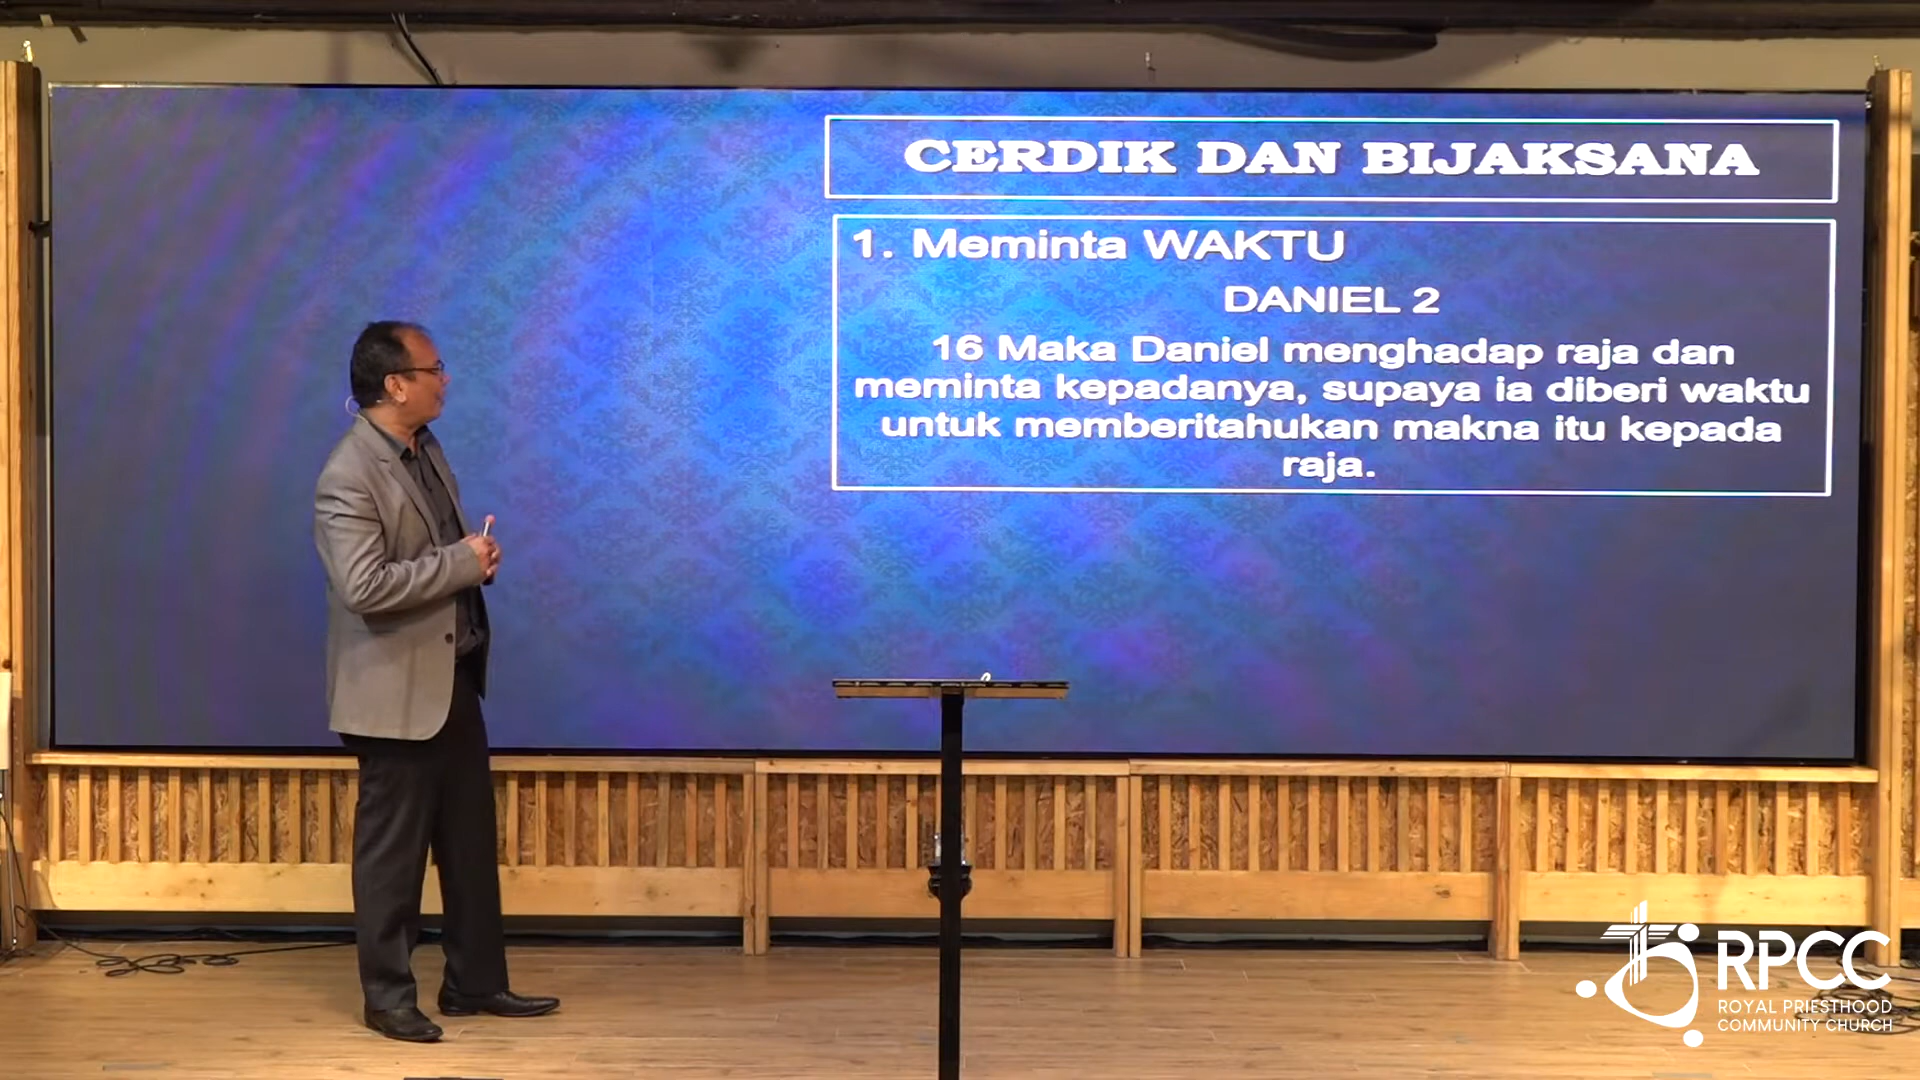 CERDIK DAN BIJAKSANA
1. Meminta WAKTU
DANIEL 2
16 Maka Daniel menghadap raja dan
meminta kepadanya, supaya ia diberi waktu
untuk memberitahukan makna itu kepada
raja.
RPCC
ROYAL PRIESTHOOD
COMMUNITY CHURCH